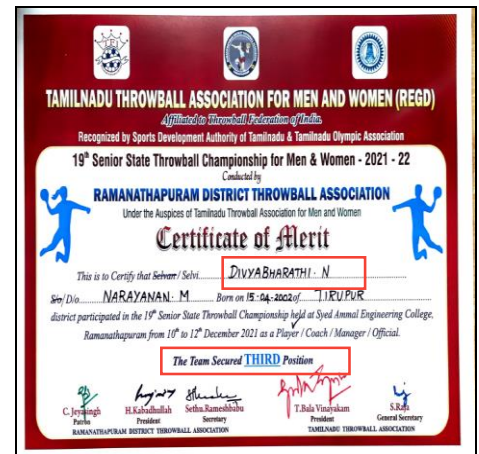 TAMILNADU THROWBALL ASSOCIATION FOR MEN AND WOMEN (REGD)
Affiliated to Throwball Federation of India.
Recognized by Sports Development Authority of Tamilnadu & Tamilnadu Olympic Association
19th Senior State Throwball Championship for Men & Women - 2021 - 22
Conducted by
RAMANATHAPURAM DISTRICT THROWBALL ASSOCIATION
Under the Auspices of Tamilnadu Throwball Association for Men and Women
Certificate of Merit
This is to Certify that Selvan / Selvi DIVYABHARATHI. N
S/o / D/o NARAYANAN. M Born on 15-04-2002 of TIRUPUR
district participated in the 19th Senior State Throwball Championship held at Syed Ammal Engineering College,
Ramanathapuram from 10th to 12th December 2021 as a Player / Coach / Manager / Official.
The Team Secured THIRD Position
C. Jeyasingh H.Kabadhullah Sethu.Rameshbabu T.Bala Vinayakam S.Raja
Patron President Secretary President General Secretary
RAMANATHAPURAM DISTRICT THROWBALL ASSOCIATION TAMILNADU THROWBALL ASSOCIATION